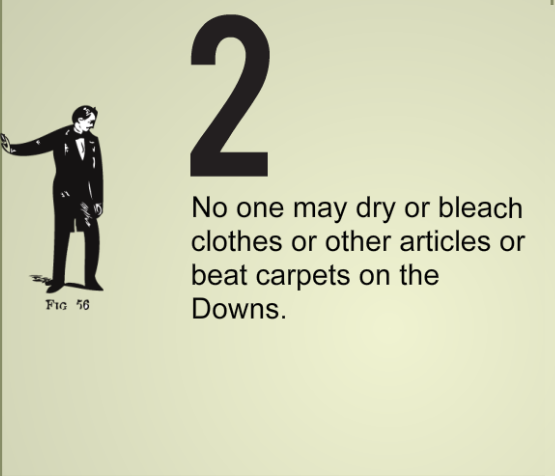 2
No one may dry or bleach
clothes or other articles or
beat carpets on the
Downs.
FIG 56